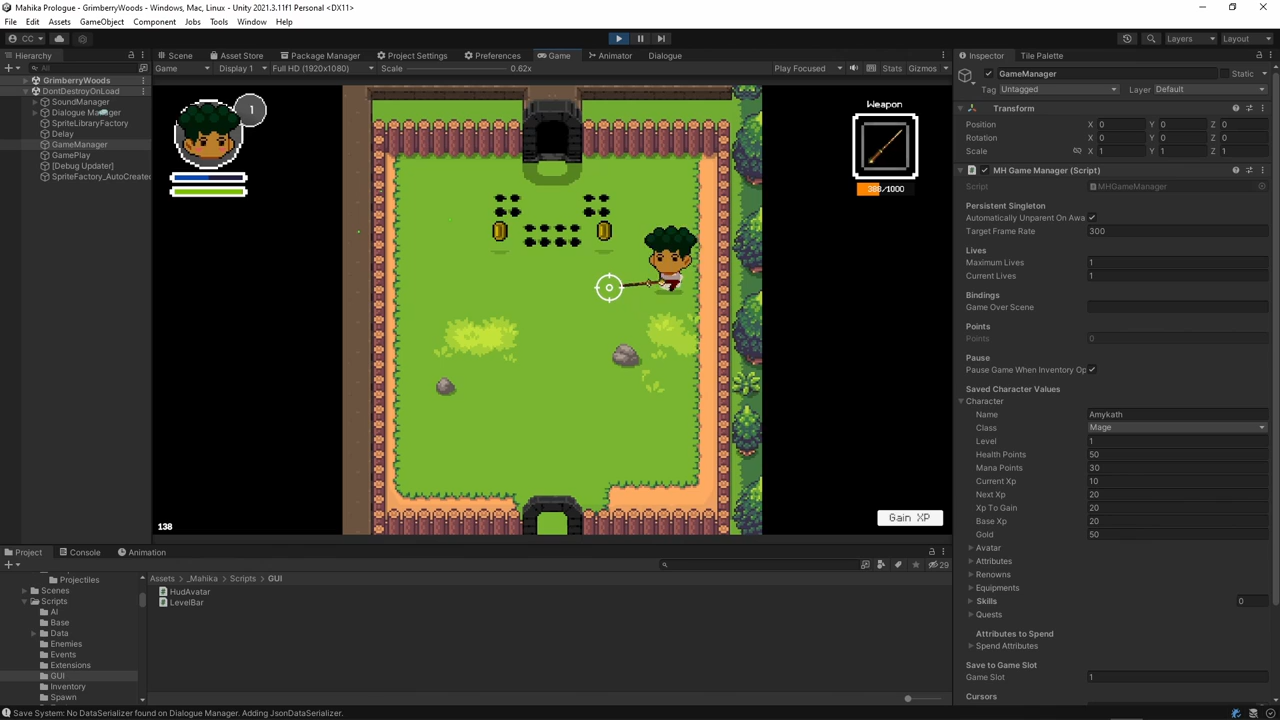 Mahika Prologue - GrimberryWoods - Windows, Mac, Linux - Unity 2021.3.11f1 Personal <DX11>
File Edit Assets GameObject Component Jobs Tools Window Help
CC Layers Layout
Hierarchy Scene Asset Store Package Manager Project Settings Preferences Game Animator Dialogue Inspector Tile Palette
All Game Display 1 Full HD (1920x1080) Scale 0.62x Play Focused Stats Gizmos
GameManager Static
Tag Untagged Layer Default
GrimberryWoods
DontDestroyOnLoad
SoundManager
Dialogue Manager
SpriteLibraryFactory
Delay
GameManager
GamePlay
[Debug Updater]
SpriteFactory_AutoCreated
1
Weapon
388/1000
Gain XP
138
Transform
Position X 0 Y 0 Z 0
Rotation X 0 Y 0 Z 0
Scale X 1 Y 1 Z 1
MH Game Manager (Script)
Script MHGameManager
Persistent Singleton
Automatically Unparent On Awa
Target Frame Rate 300
Lives
Maximum Lives 1
Current Lives 1
Bindings
Game Over Scene
Points
Points 0
Pause
Pause Game When Inventory Op
Saved Character Values
Character
Name Amykath
Class Mage
Level 1
Health Points 50
Mana Points 30
Current Xp 10
Next Xp 20
Xp To Gain 20
Base Xp 20
Gold 50
Avatar
Attributes
Renowns
Equipments
Skills 0
Quests
Attributes to Spend
Spend Attributes
Save to Game Slot
Game Slot 1
Cursors
Project Console Animation
29
Projectiles
Scenes
Scripts
AI
Base
Data
Enemies
Events
Extensions
GUI
Inventory
Spawn
Assets > _Mahika > Scripts > GUI
HudAvatar
LevelBar
Save System: No DataSerializer found on Dialogue Manager. Adding JsonDataSerializer.